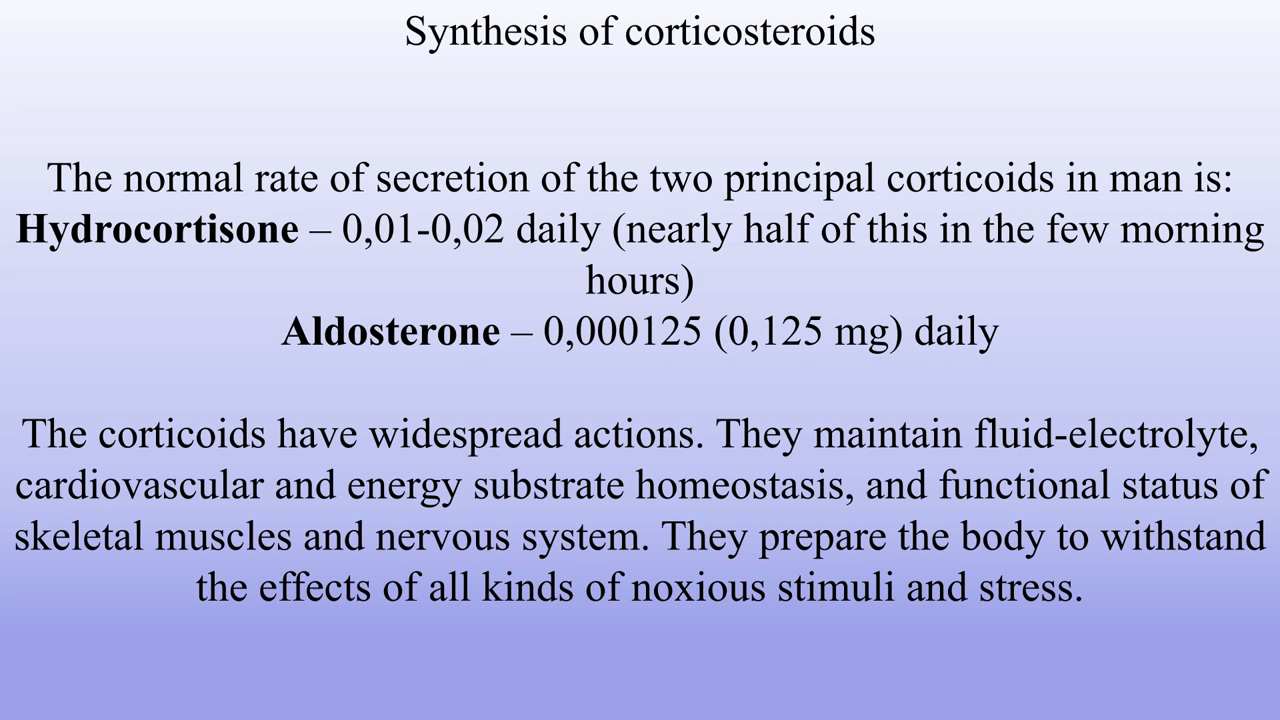 Synthesis of corticosteroids
The normal rate of secretion of the two principal corticoids in man is:
Hydrocortisone – 0,01-0,02 daily (nearly half of this in the few morning
hours)
Aldosterone – 0,000125 (0,125 mg) daily
The corticoids have widespread actions. They maintain fluid-electrolyte,
cardiovascular and energy substrate homeostasis, and functional status of
skeletal muscles and nervous system. They prepare the body to withstand
the effects of all kinds of noxious stimuli and stress.